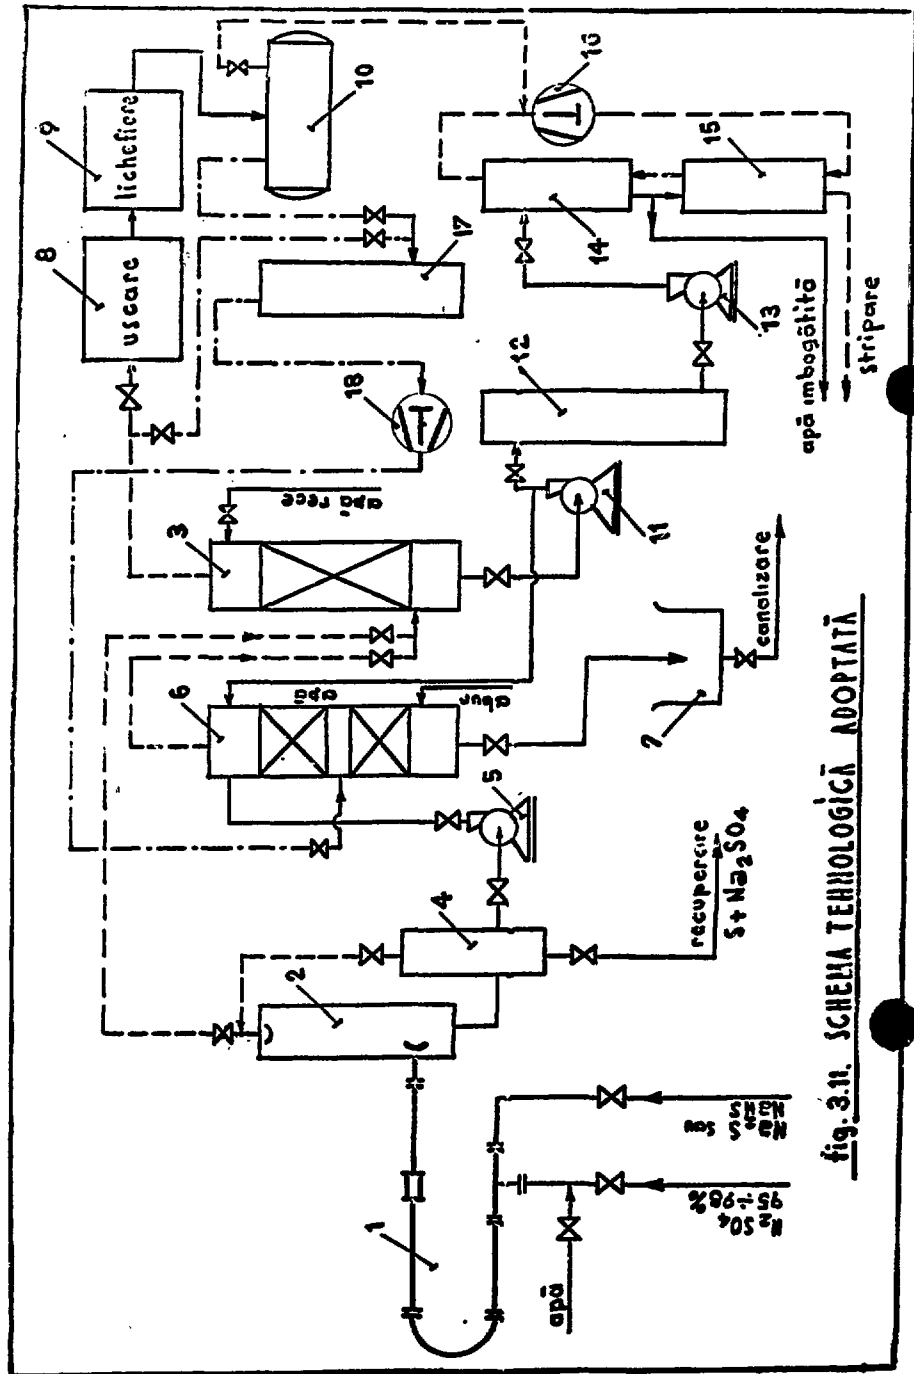 9
lichefiere
10
16
8
uscare
17
14
15
18
12
13
apă îmbogățită
stripare
3
apă rece
11
6
apă
abur
7
canalizare
5
4
recuperare
S+Na2SO4
2
1
Na2S sau
NaHS
H2SO4
95÷98%
apă
fig. 3.11. SCHEMA TEHNOLOGICĂ ADOPTATĂ